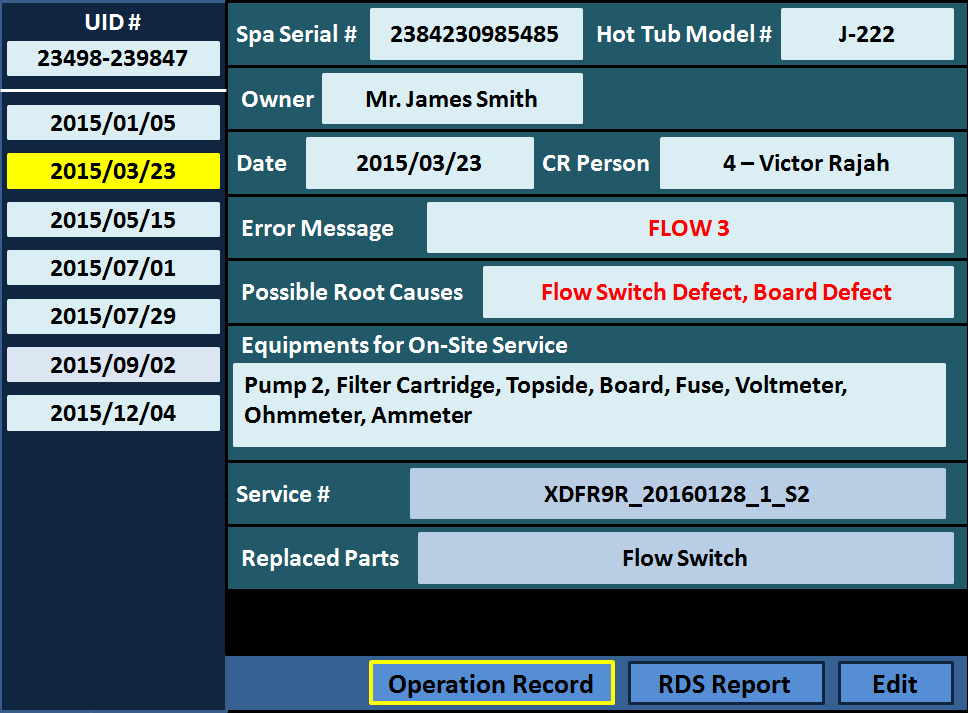 UID #
23498-239847
2015/01/05
2015/03/23
2015/05/15
2015/07/01
2015/07/29
2015/09/02
2015/12/04
Spa Serial # 2384230985485 Hot Tub Model # J-222
Owner Mr. James Smith
Date 2015/03/23 CR Person 4 – Victor Rajah
Error Message FLOW 3
Possible Root Causes Flow Switch Defect, Board Defect
Equipments for On-Site Service
Pump 2, Filter Cartridge, Topside, Board, Fuse, Voltmeter,
Ohmmeter, Ammeter
Service # XDFR9R_20160128_1_S2
Replaced Parts Flow Switch
Operation Record RDS Report Edit